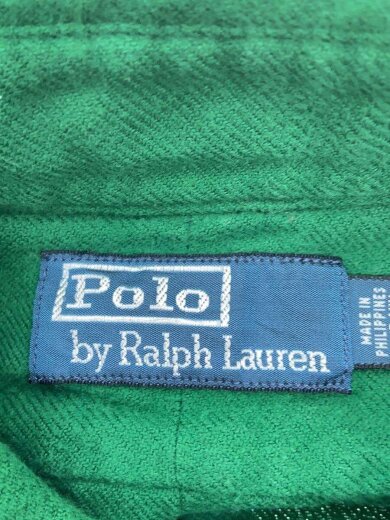 Polo
by Ralph Lauren
MADE IN
PHILIPPINES